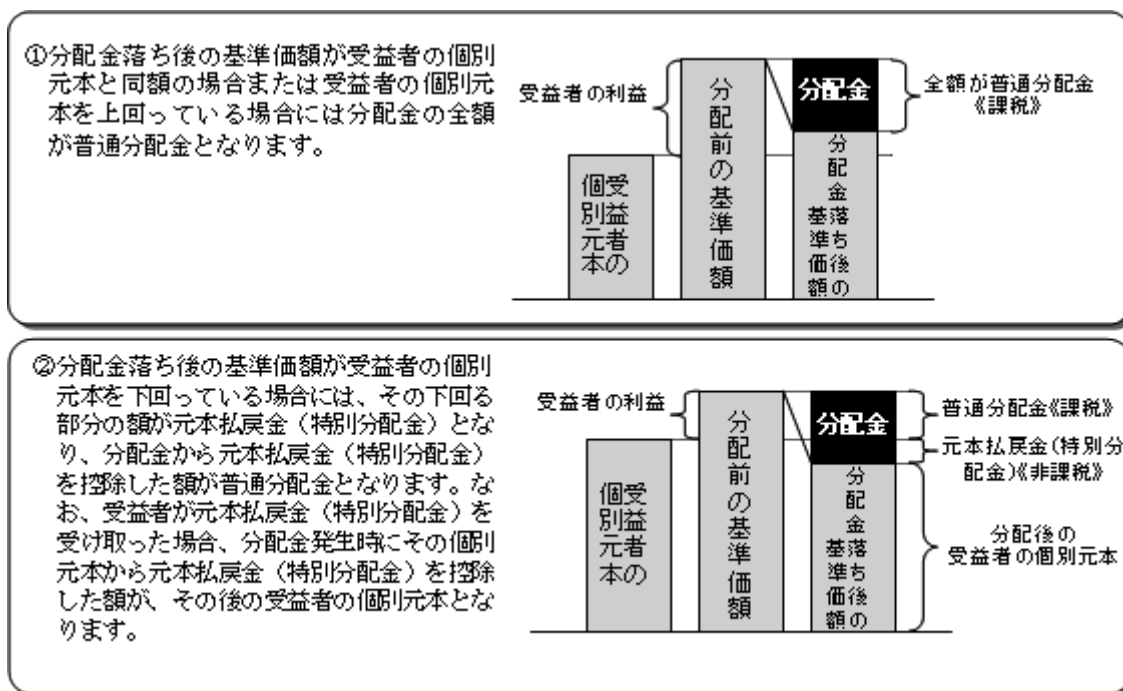 ①分配金落ち後の基準価額が受益者の個別
元本と同額の場合または受益者の個別元
本を上回っている場合には分配金の全額
が普通分配金となります。
受益者の利益
受益者の
個別元本
分配前の基準価額
分配金
分配金落ち後の
基準価額
全額が普通分配金
《課税》
②分配金落ち後の基準価額が受益者の個別
元本を下回っている場合には、その下回る
部分の額が元本払戻金（特別分配金）とな
り、分配金から元本払戻金（特別分配金）
を控除した額が普通分配金となります。な
お、受益者が元本払戻金（特別分配金）を
受け取った場合、分配金発生時にその個別
元本から元本払戻金（特別分配金）を控除
した額が、その後の受益者の個別元本とな
ります。
受益者の利益
受益者の
個別元本
分配前の基準価額
分配金
分配金落ち後の
基準価額
普通分配金《課税》
元本払戻金(特別分
配金)《非課税》
分配後の
受益者の個別元本